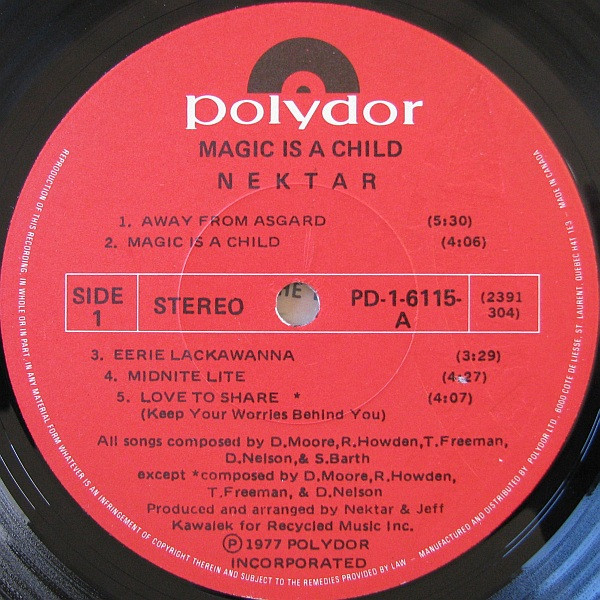 polydor
MAGIC IS A CHILD
NEKTAR
1. AWAY FROM ASGARD (5:30)
2. MAGIC IS A CHILD (4:06)
SIDE 1
STEREO
PD-1-6115-A
(2391 304)
3. EERIE LACKAWANNA (3:29)
4. MIDNITE LITE (4:27)
5. LOVE TO SHARE * (4:07)
(Keep Your Worries Behind You)
All songs composed by D.Moore,R.Howden,T.Freeman,
D.Nelson,& S.Barth
except *composed by D.Moore,R.Howden,
T.Freeman, & D.Nelson
Produced and arranged by Nektar & Jeff
Kawalek for Recycled Music Inc.
Ⓟ 1977 POLYDOR
INCORPORATED
REPRODUCTION OF THIS RECORDING, IN WHOLE OR IN PART, IN ANY MATERIAL FORM WHATEVER IS AN INFRINGEMENT OF COPYRIGHT THEREIN AND SUBJECT TO THE REMEDIES PROVIDED BY LAW – MANUFACTURED AND DISTRIBUTED BY POLYDOR LTD. 6000 COTE DE LIESSE, ST LAURENT, QUEBEC H4T 1E3 – MADE IN CANADA